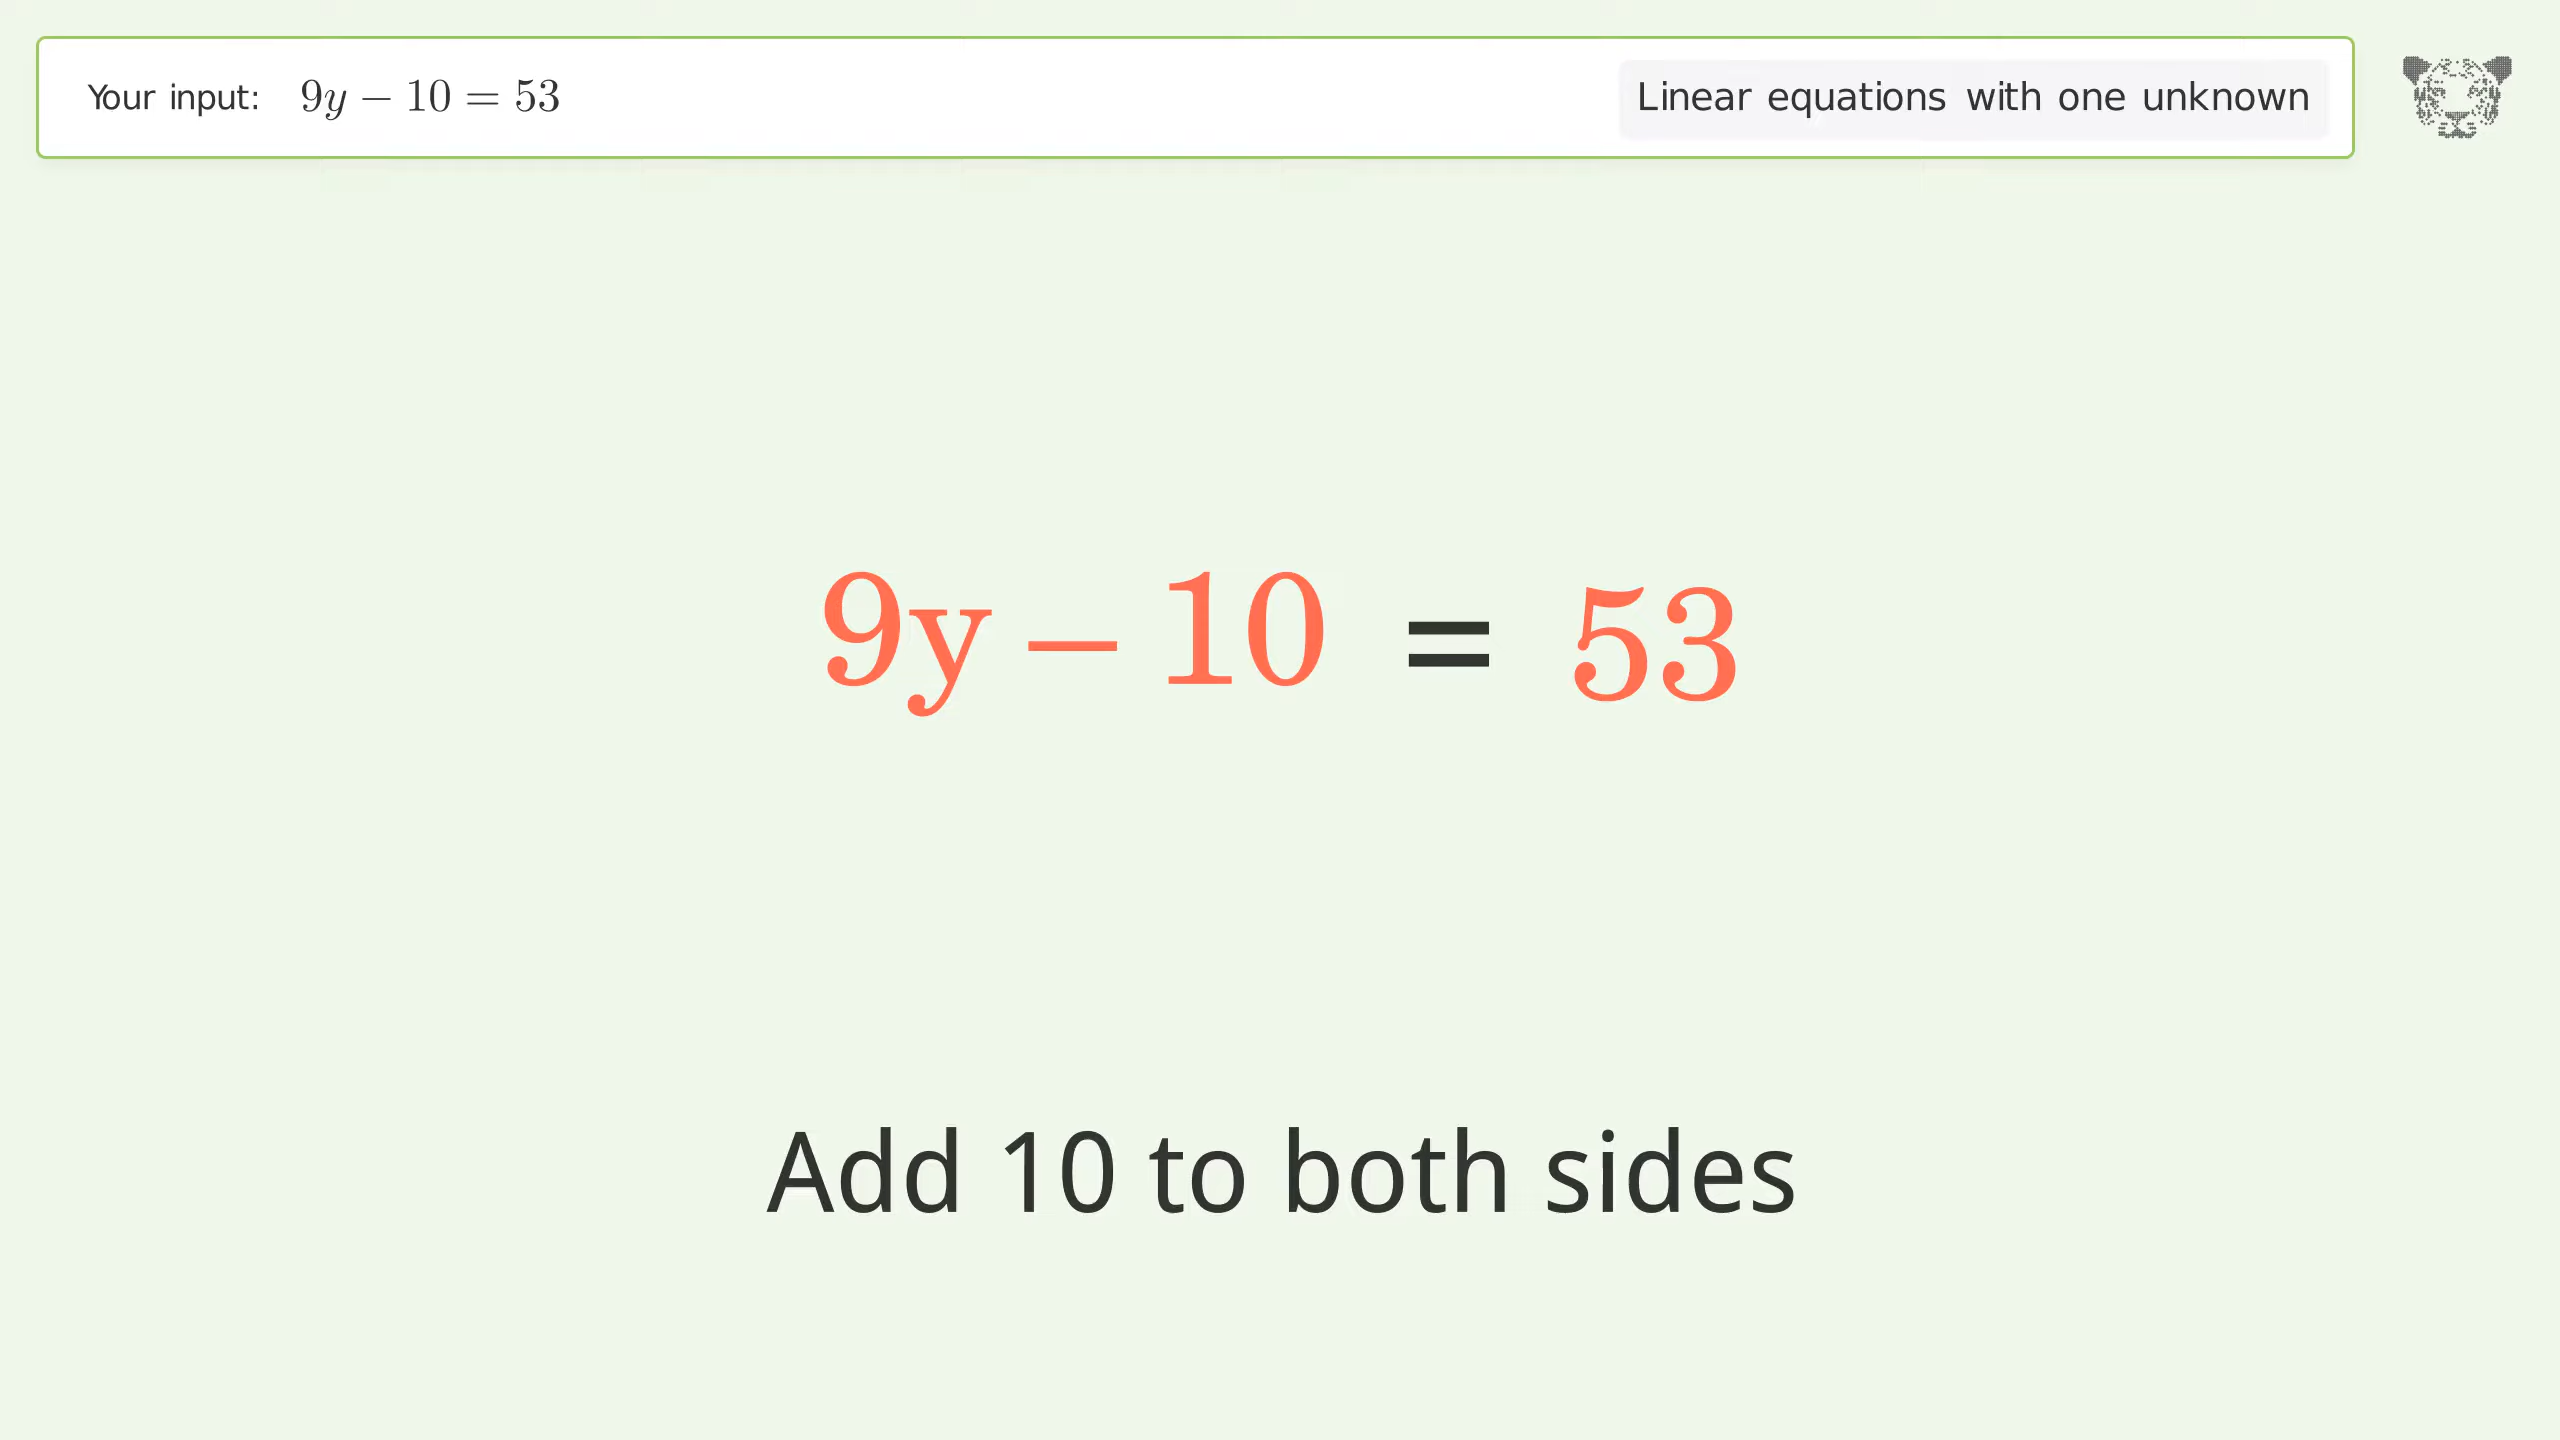 Your input: 9y − 10 = 53
Linear equations with one unknown
9y − 10 = 53
Add 10 to both sides